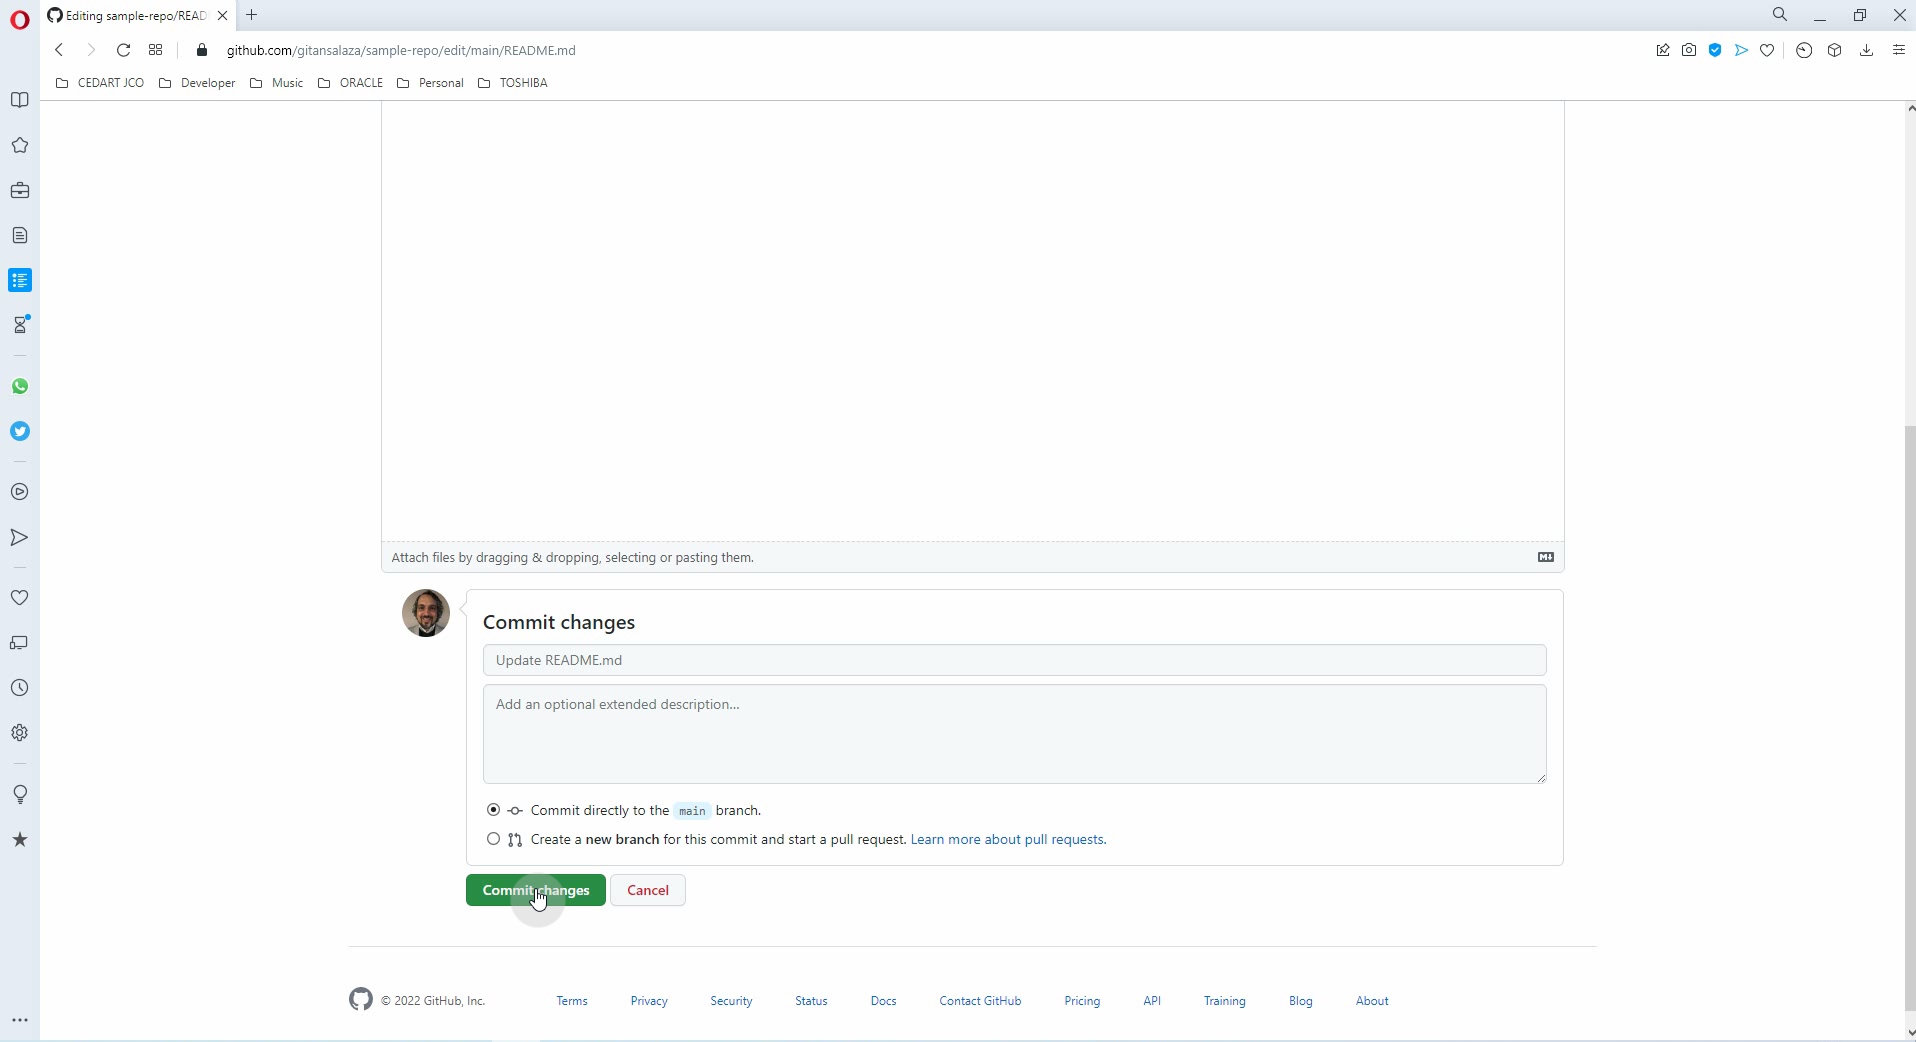 Editing sample-repo/READ
github.com/gitansalaza/sample-repo/edit/main/README.md
CEDART JCO Developer Music ORACLE Personal TOSHIBA
Attach files by dragging & dropping, selecting or pasting them.
Commit changes
Update README.md
Add an optional extended description...
Commit directly to the main branch.
Create a new branch for this commit and start a pull request. Learn more about pull requests.
Commit changes Cancel
© 2022 GitHub, Inc. Terms Privacy Security Status Docs Contact GitHub Pricing API Training Blog About